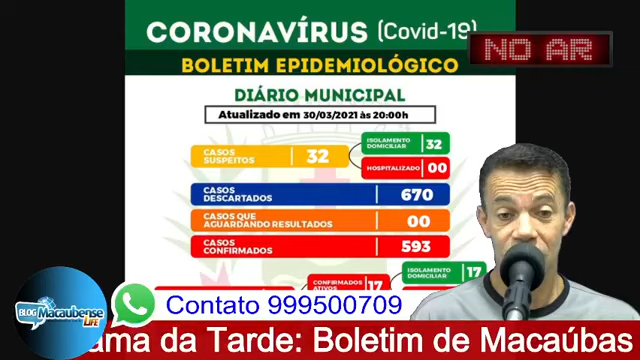 CORONAVÍRUS (Covid-19)
NO AR
BOLETIM EPIDEMIOLÓGICO
DIÁRIO MUNICIPAL
Atualizado em 30/03/2021 às 20:00h
CASOS SUSPEITOS 32
ISOLAMENTO DOMICILIAR 32
HOSPITALIZADO 00
CASOS DESCARTADOS 670
CASOS QUE AGUARDANDO RESULTADOS 00
CASOS CONFIRMADOS 593
CONFIRMADOS 17
ISOLAMENTO DOMICILIAR 17
BLOG Macaubense LIFE
Contato 999500709
ama da Tarde: Boletim de Macaúbas